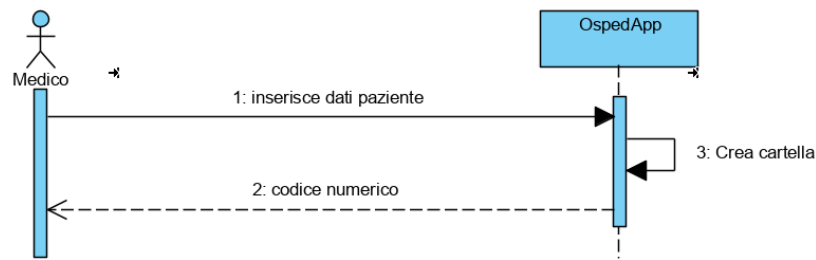 OspedApp
Medico
1: inserisce dati paziente
3: Crea cartella
2: codice numerico